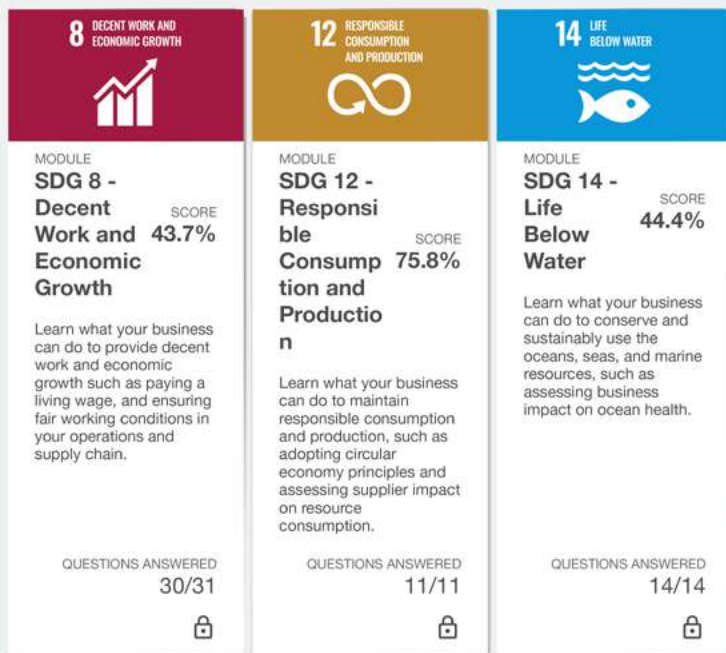 8 DECENT WORK AND
ECONOMIC GROWTH
MODULE
SDG 8 -
Decent
Work and
Economic
Growth
SCORE
43.7%
Learn what your business
can do to provide decent
work and economic
growth such as paying a
living wage, and ensuring
fair working conditions in
your operations and
supply chain.
QUESTIONS ANSWERED
30/31
12 RESPONSIBLE
CONSUMPTION
AND PRODUCTION
MODULE
SDG 12 -
Responsi
ble
Consump
tion and
Productio
n
SCORE
75.8%
Learn what your business
can do to maintain
responsible consumption
and production, such as
adopting circular
economy principles and
assessing supplier impact
on resource
consumption.
QUESTIONS ANSWERED
11/11
14 LIFE
BELOW WATER
MODULE
SDG 14 -
Life
Below
Water
SCORE
44.4%
Learn what your business
can do to conserve and
sustainably use the
oceans, seas, and marine
resources, such as
assessing business
impact on ocean health.
QUESTIONS ANSWERED
14/14